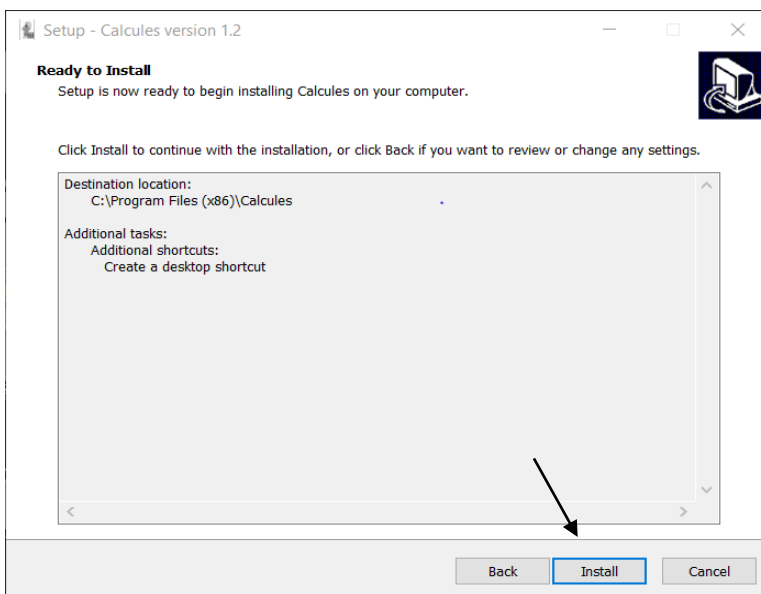 Setup - Calcules version 1.2
Ready to Install
Setup is now ready to begin installing Calcules on your computer.
Click Install to continue with the installation, or click Back if you want to review or change any settings.
Destination location:
C:\Program Files (x86)\Calcules
Additional tasks:
Additional shortcuts:
Create a desktop shortcut
Back Install Cancel